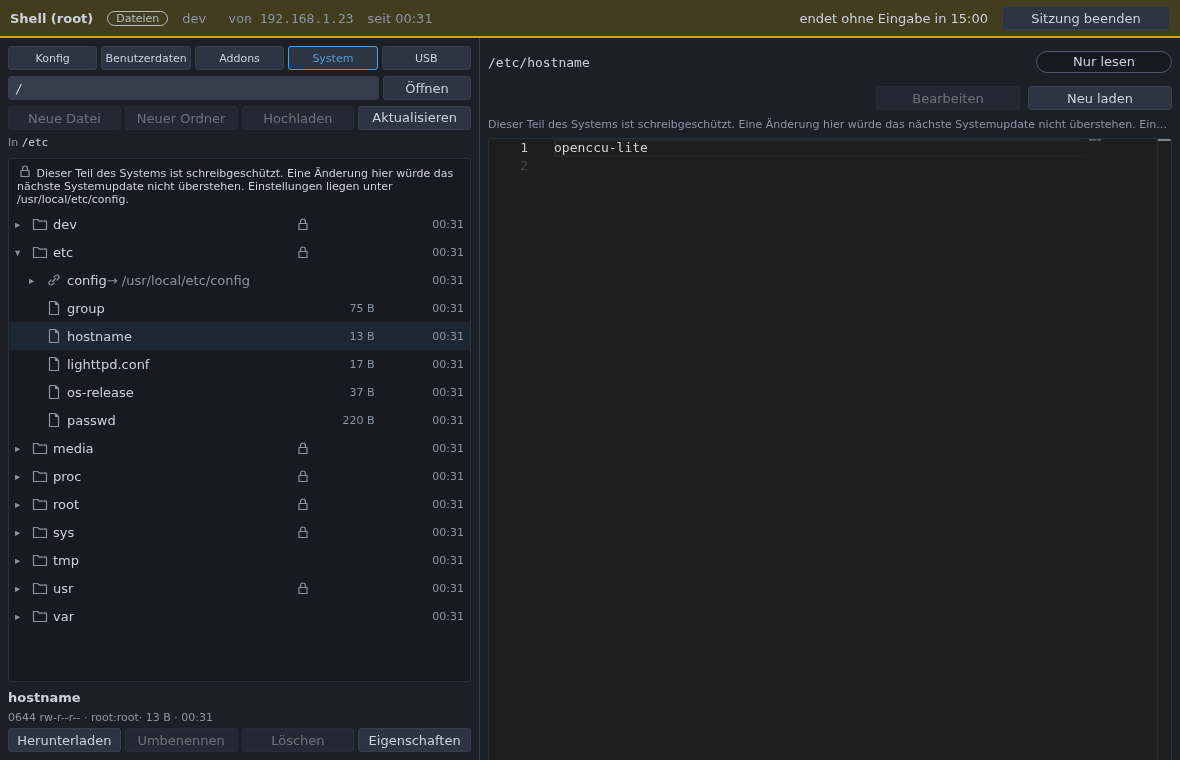 Shell (root) Dateien dev von 192.168.1.23 seit 00:31 endet ohne Eingabe in 15:00 Sitzung beenden
Konfig Benutzerdaten Addons System USB
/ Öffnen
Neue Datei Neuer Ordner Hochladen Aktualisieren
In /etc
Dieser Teil des Systems ist schreibgeschützt. Eine Änderung hier würde das
nächste Systemupdate nicht überstehen. Einstellungen liegen unter
/usr/local/etc/config.
dev 00:31
etc 00:31
config→ /usr/local/etc/config 00:31
group 75 B 00:31
hostname 13 B 00:31
lighttpd.conf 17 B 00:31
os-release 37 B 00:31
passwd 220 B 00:31
media 00:31
proc 00:31
root 00:31
sys 00:31
tmp 00:31
usr 00:31
var 00:31
hostname
0644 rw-r--r-- · root:root· 13 B · 00:31
Herunterladen Umbenennen Löschen Eigenschaften
/etc/hostname Nur lesen
Bearbeiten Neu laden
Dieser Teil des Systems ist schreibgeschützt. Eine Änderung hier würde das nächste Systemupdate nicht überstehen. Ein...
1 openccu-lite
2